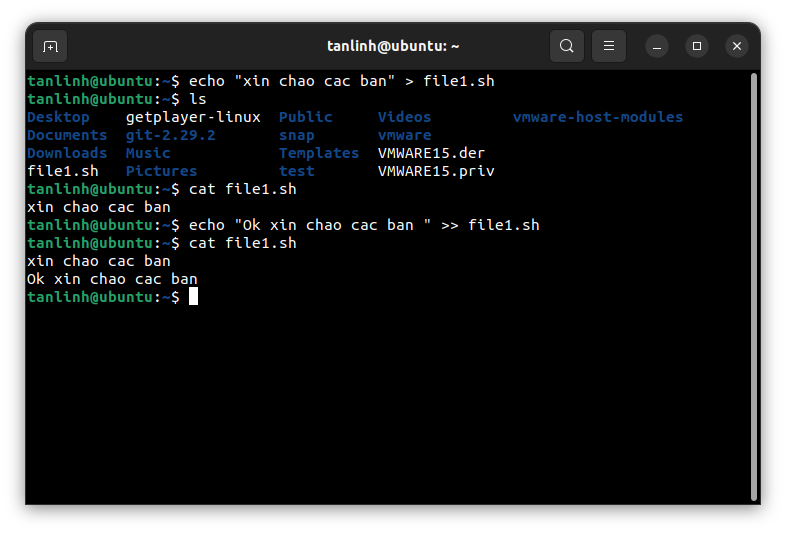 tanlinh@ubuntu: ~
tanlinh@ubuntu:~$ echo "xin chao cac ban" > file1.sh
tanlinh@ubuntu:~$ ls
Desktop    getplayer-linux  Public     Videos         vmware-host-modules
Documents  git-2.29.2       snap       vmware
Downloads  Music            Templates  VMWARE15.der
file1.sh   Pictures         test       VMWARE15.priv
tanlinh@ubuntu:~$ cat file1.sh
xin chao cac ban
tanlinh@ubuntu:~$ echo "Ok xin chao cac ban " >> file1.sh
tanlinh@ubuntu:~$ cat file1.sh
xin chao cac ban
Ok xin chao cac ban
tanlinh@ubuntu:~$